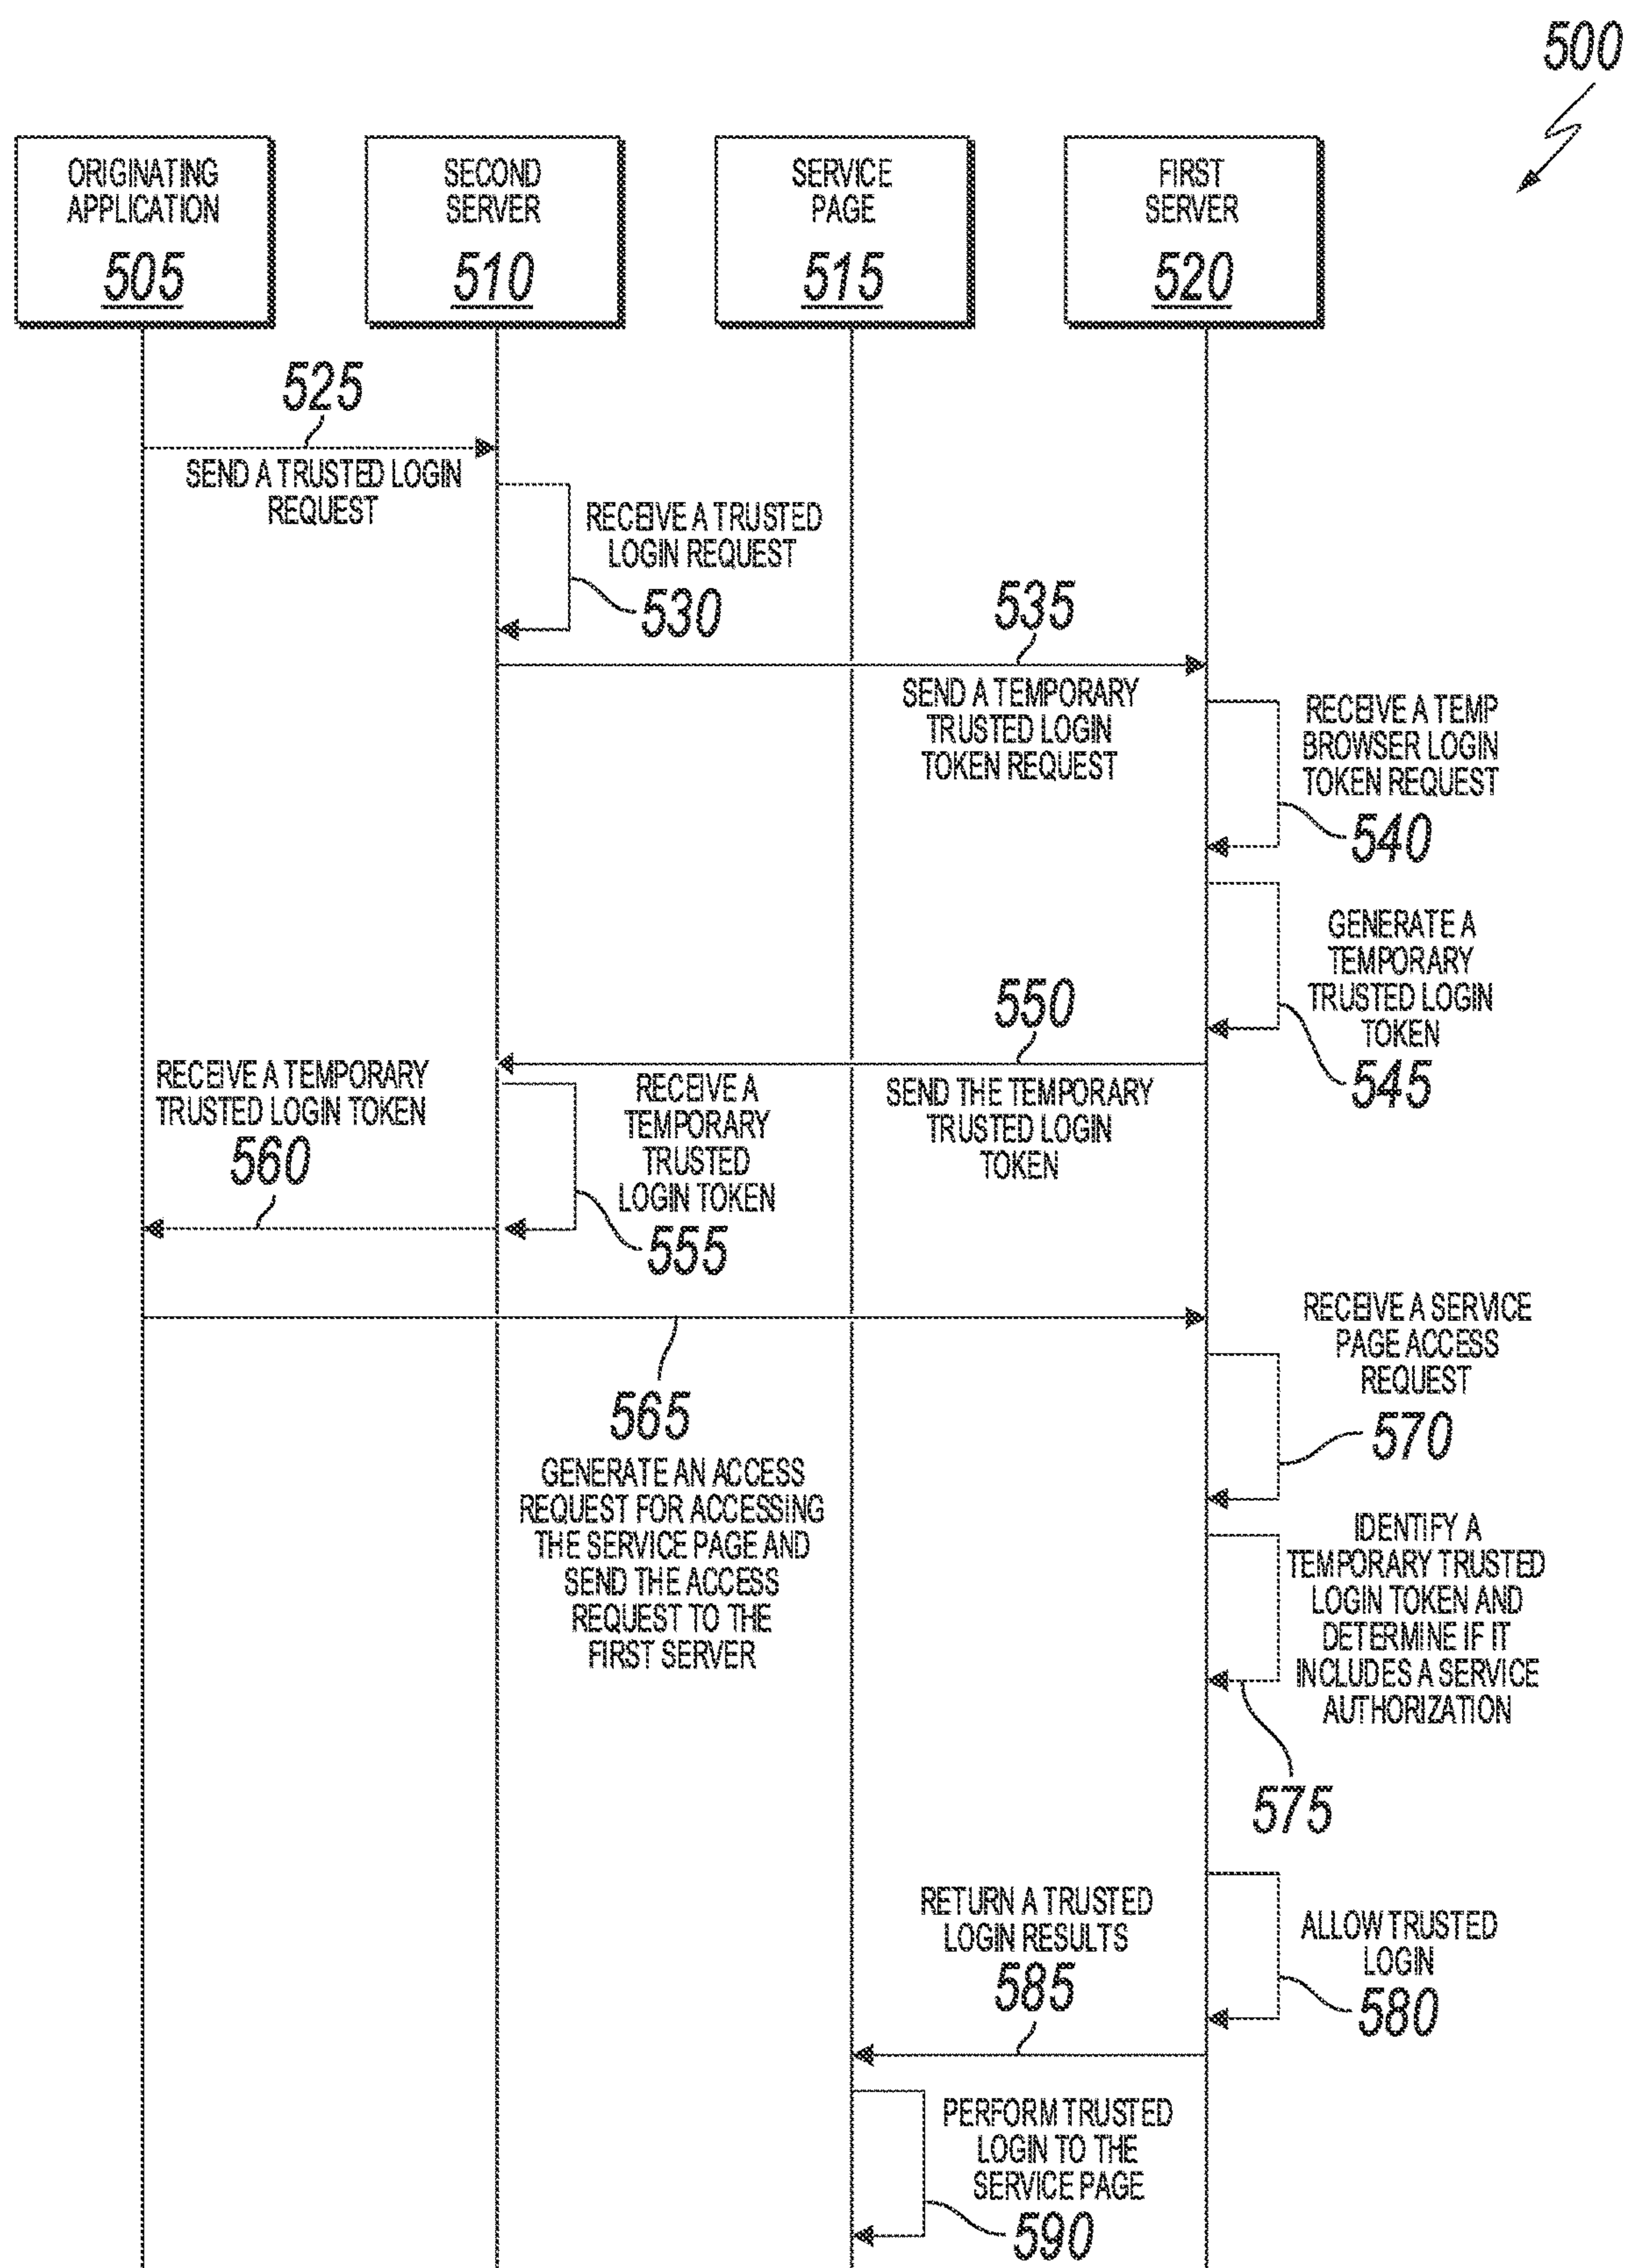 500
ORIGINATING
APPLICATION
505
SECOND
SERVER
510
SERVICE
PAGE
515
FIRST
SERVER
520
525
SEND A TRUSTED LOGIN
REQUEST
RECEIVE A TRUSTED
LOGIN REQUEST
530
535
SEND A TEMPORARY
TRUSTED LOGIN
TOKEN REQUEST
RECEIVE A TEMP
BROWSER LOGIN
TOKEN REQUEST
540
GENERATE A
TEMPORARY
TRUSTED LOGIN
TOKEN
545
550
SEND THE TEMPORARY
TRUSTED LOGIN
TOKEN
RECEIVE A
TEMPORARY
TRUSTED
LOGIN TOKEN
555
RECEIVE A TEMPORARY
TRUSTED LOGIN TOKEN
560
565
GENERATE AN ACCESS
REQUEST FOR ACCESSING
THE SERVICE PAGE AND
SEND THE ACCESS
REQUEST TO THE
FIRST SERVER
RECEIVE A SERVICE
PAGE ACCESS
REQUEST
570
IDENTIFY A
TEMPORARY TRUSTED
LOGIN TOKEN AND
DETERMINE IF IT
INCLUDES A SERVICE
AUTHORIZATION
575
ALLOW TRUSTED
LOGIN
580
RETURN A TRUSTED
LOGIN RESULTS
585
PERFORM TRUSTED
LOGIN TO THE
SERVICE PAGE
590